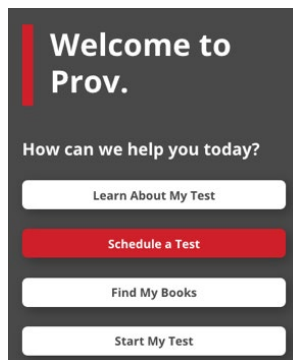 Welcome to
Prov.
How can we help you today?
Learn About My Test
Schedule a Test
Find My Books
Start My Test